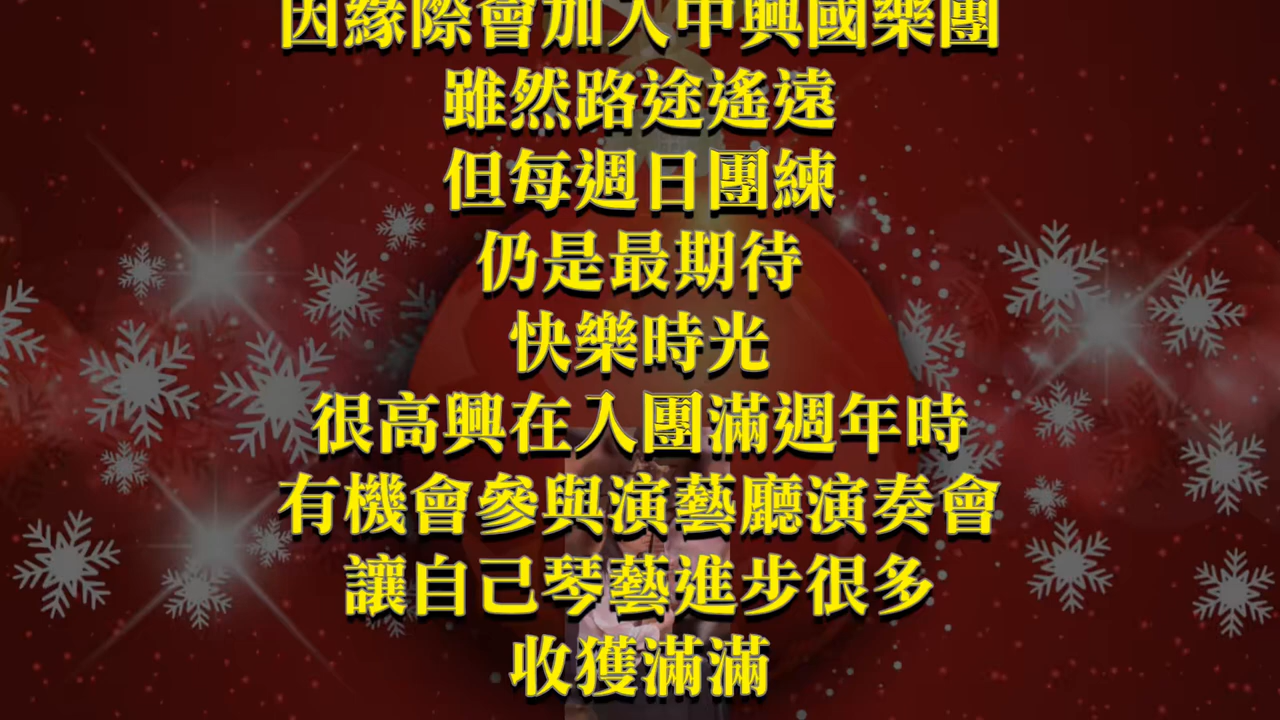 因緣際會加入中興國樂團
雖然路途遙遠
但每週日團練
仍是最期待
快樂時光
很高興在入團滿週年時
有機會參與演藝廳演奏會
讓自己琴藝進步很多
收獲滿滿